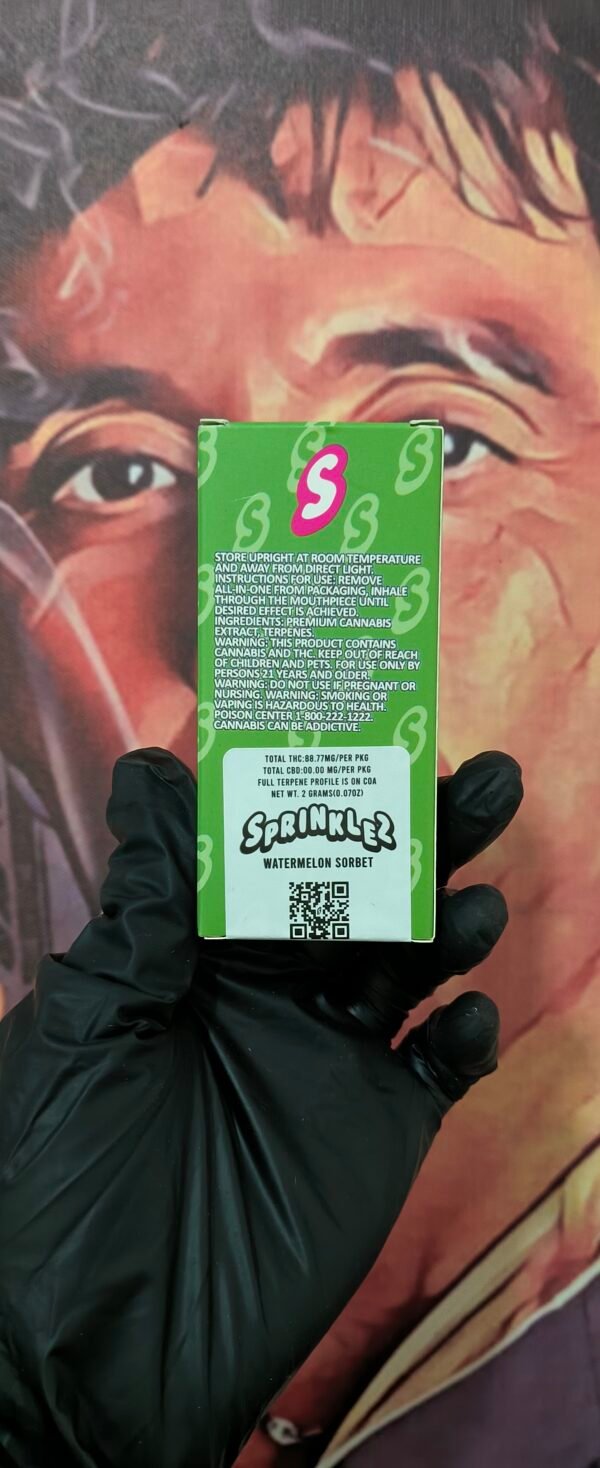 S
STORE UPRIGHT AT ROOM TEMPERATURE
AND AWAY FROM DIRECT LIGHT.
INSTRUCTIONS FOR USE: REMOVE
ALL-IN-ONE FROM PACKAGING, INHALE
THROUGH THE MOUTHPIECE UNTIL
DESIRED EFFECT IS ACHIEVED.
INGREDIENTS: PREMIUM CANNABIS
EXTRACT, TERPENES.
WARNING: THIS PRODUCT CONTAINS
CANNABIS AND THC. KEEP OUT OF REACH
OF CHILDREN AND PETS. FOR USE ONLY BY
PERSONS 21 YEARS AND OLDER.
WARNING: DO NOT USE IF PREGNANT OR
NURSING. WARNING: SMOKING OR
VAPING IS HAZARDOUS TO HEALTH.
POISON CENTER 1-800-222-1222.
CANNABIS CAN BE ADDICTIVE.
TOTAL THC:88.77MG/PER PKG
TOTAL CBD:00.00 MG/PER PKG
FULL TERPENE PROFILE IS ON COA
NET WT. 2 GRAMS(0.07OZ)
SPRINKLEZ
WATERMELON SORBET